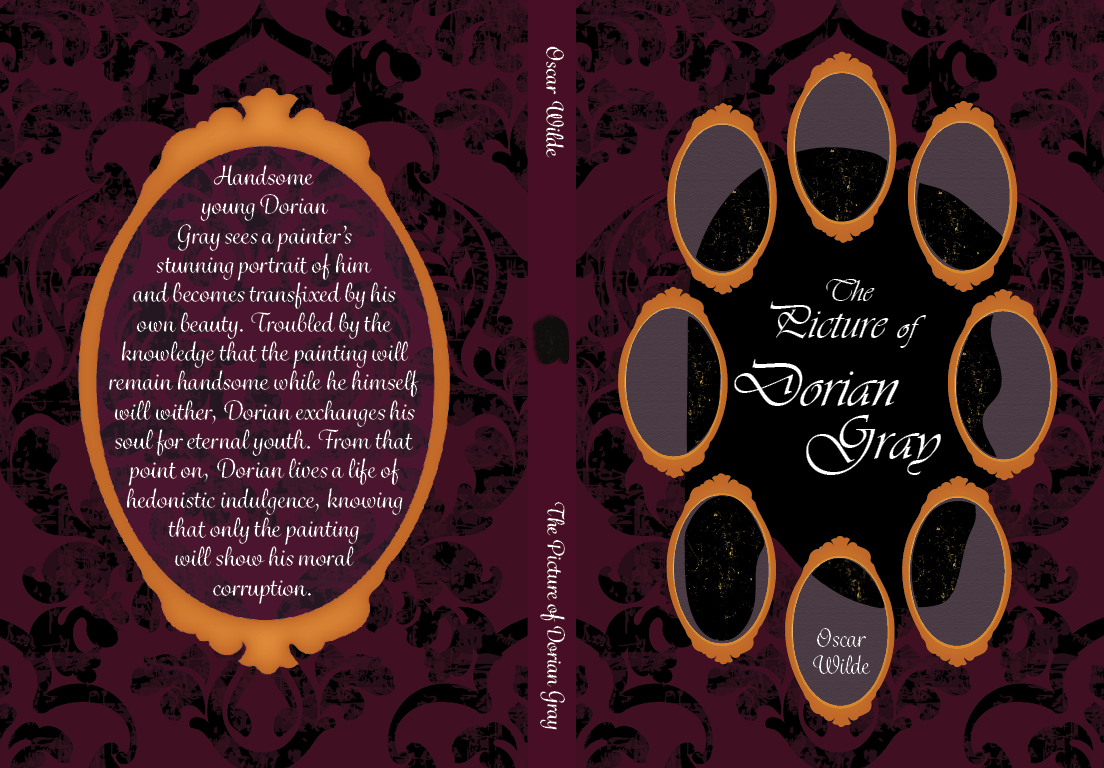 Handsome
young Dorian
Gray sees a painter's
stunning portrait of him
and becomes transfixed by his
own beauty. Troubled by the
knowledge that the painting will
remain handsome while he himself
will wither, Dorian exchanges his
soul for eternal youth. From that
point on, Dorian lives a life of
hedonistic indulgence, knowing
that only the painting
will show his moral
corruption.
Oscar Wilde
The Picture of Dorian Gray
The
Picture of
Dorian
Gray
Oscar
Wilde